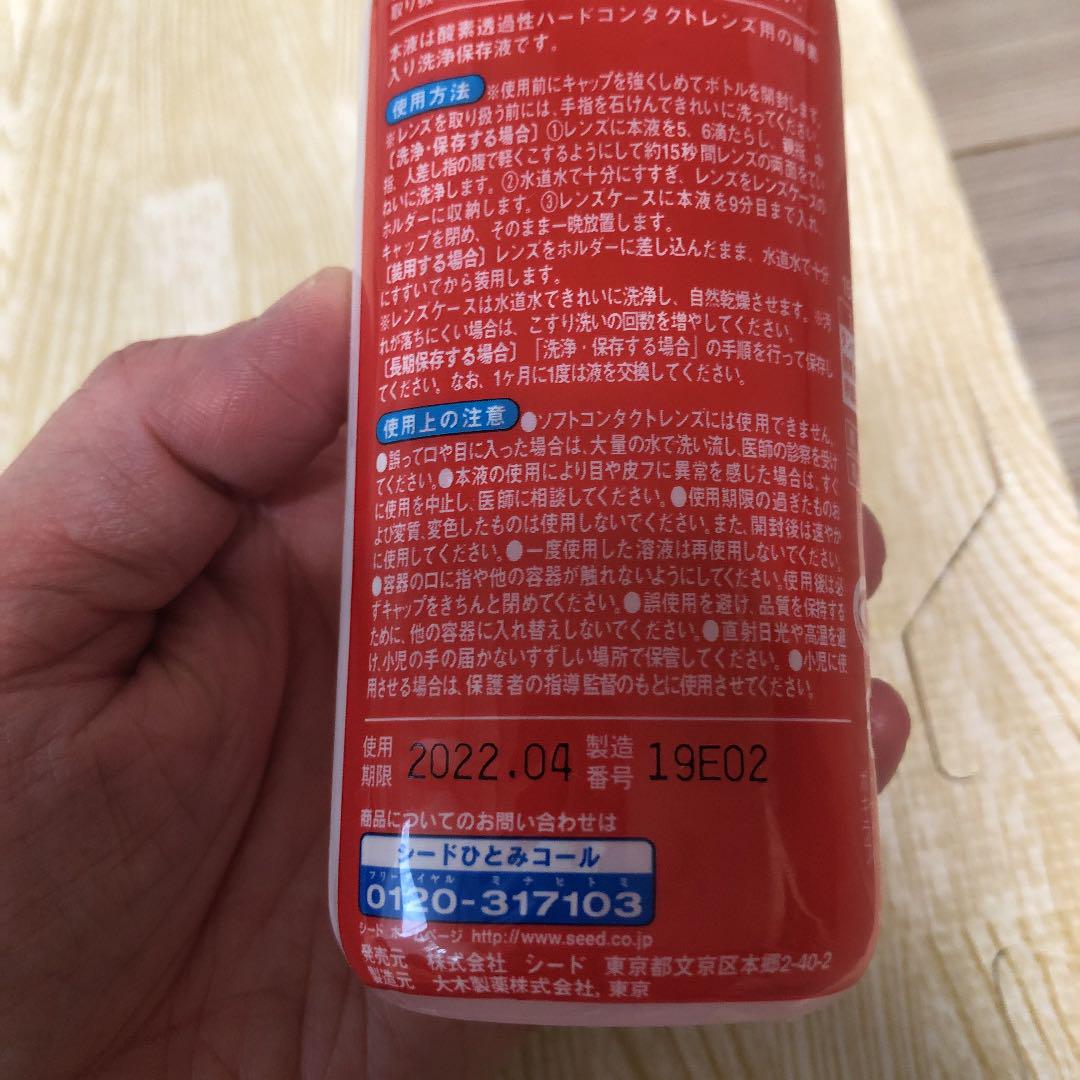 取り扱
本液は酸素透過性ハードコンタクトレンズ用の酵素
入り洗浄保存液です。
使用方法 ※使用前にキャップを強くしめてボトルを開封します。
※レンズを取り扱う前には、手指を石けんできれいに洗ってください。
〔洗浄・保存する場合〕①レンズに本液を5、6滴たらし、親指、中
指、人差し指の腹で軽くこするようにして約15秒間レンズの両面をてい
ねいに洗浄します。②水道水で十分にすすぎ、レンズをレンズケースの
ホルダーに収納します。③レンズケースに本液を9分目まで入れ、
キャップを閉め、そのまま一晩放置します。
〔装用する場合〕レンズをホルダーに差し込んだまま、水道水で十分
にすすいでから装用します。
※レンズケースは水道水できれいに洗浄し、自然乾燥させます。※汚
れが落ちにくい場合は、こすり洗いの回数を増やしてください。
〔長期保存する場合〕「洗浄・保存する場合」の手順を行って保存し
てください。なお、1ヶ月に1度は液を交換してください。
使用上の注意 ●ソフトコンタクトレンズには使用できません。
●誤って口や目に入った場合は、大量の水で洗い流し、医師の診察を受け
てください。●本液の使用により目や皮フに異常を感じた場合は、すぐ
に使用を中止し、医師に相談してください。●使用期限の過ぎたものお
よび変質、変色したものは使用しないでください。また、開封後は速やか
に使用してください。●一度使用した溶液は再使用しないでください。
●容器の口に指や他の容器が触れないようにしてください。使用後は必
ずキャップをきちんと閉めてください。●誤使用を避け、品質を保持する
ために、他の容器に入れ替えしないでください。●直射日光や高温を避
け、小児の手の届かないすずしい場所で保管してください。●小児に使
用させる場合は、保護者の指導監督のもとに使用させてください。
使用期限 2022.04 製造番号 19E02
商品についてのお問い合わせは
シードひとみコール
フリーダイヤル ミナヒトミ
0120-317103
シード ホームページ http://www.seed.co.jp
発売元 株式会社 シード 東京都文京区本郷2-40-2
製造元 大木製薬株式会社, 東京